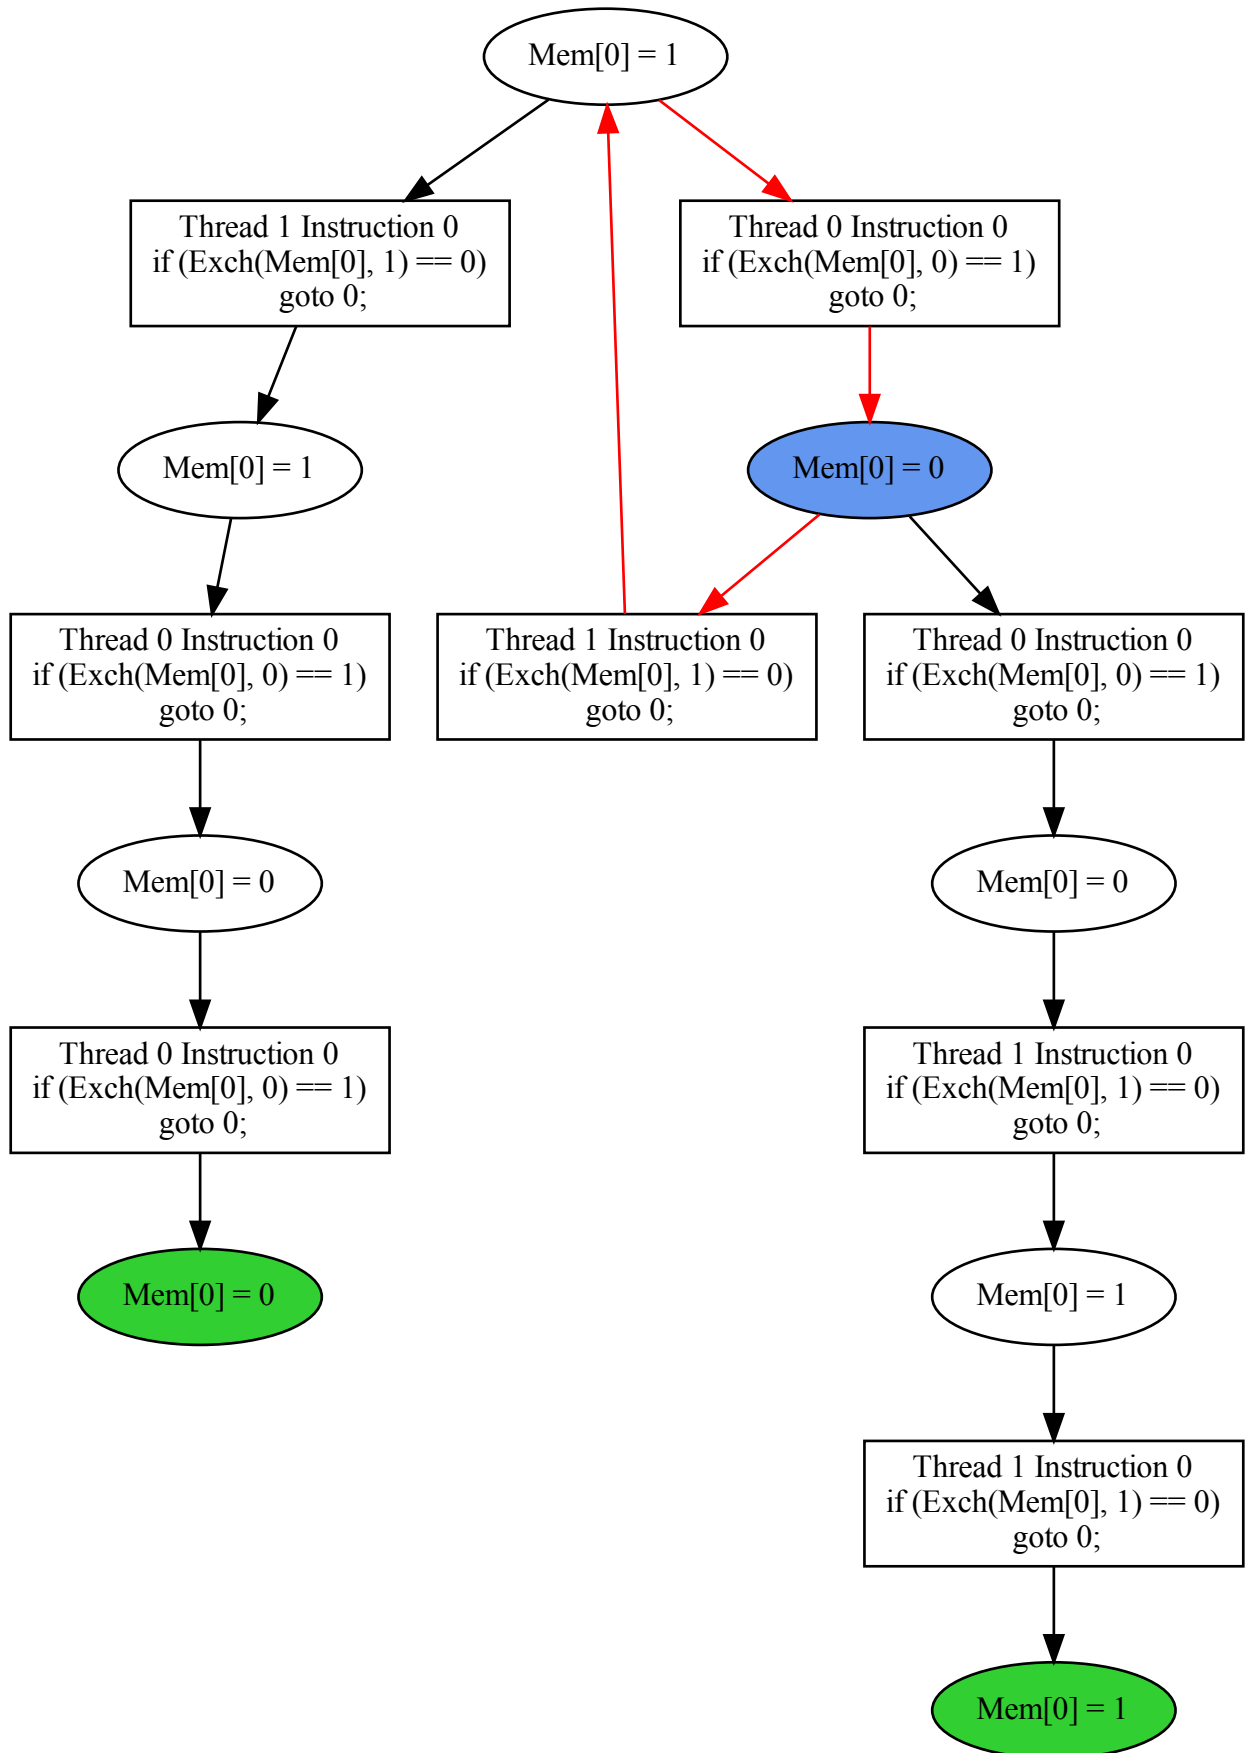 Mem[0] = 1
Thread 1 Instruction 0
if (Exch(Mem[0], 1) == 0)
goto 0;
Thread 0 Instruction 0
if (Exch(Mem[0], 0) == 1)
goto 0;
Mem[0] = 1
Mem[0] = 0
Thread 0 Instruction 0
if (Exch(Mem[0], 0) == 1)
goto 0;
Thread 1 Instruction 0
if (Exch(Mem[0], 1) == 0)
goto 0;
Thread 0 Instruction 0
if (Exch(Mem[0], 0) == 1)
goto 0;
Mem[0] = 0
Mem[0] = 0
Thread 0 Instruction 0
if (Exch(Mem[0], 0) == 1)
goto 0;
Thread 1 Instruction 0
if (Exch(Mem[0], 1) == 0)
goto 0;
Mem[0] = 0
Mem[0] = 1
Thread 1 Instruction 0
if (Exch(Mem[0], 1) == 0)
goto 0;
Mem[0] = 1